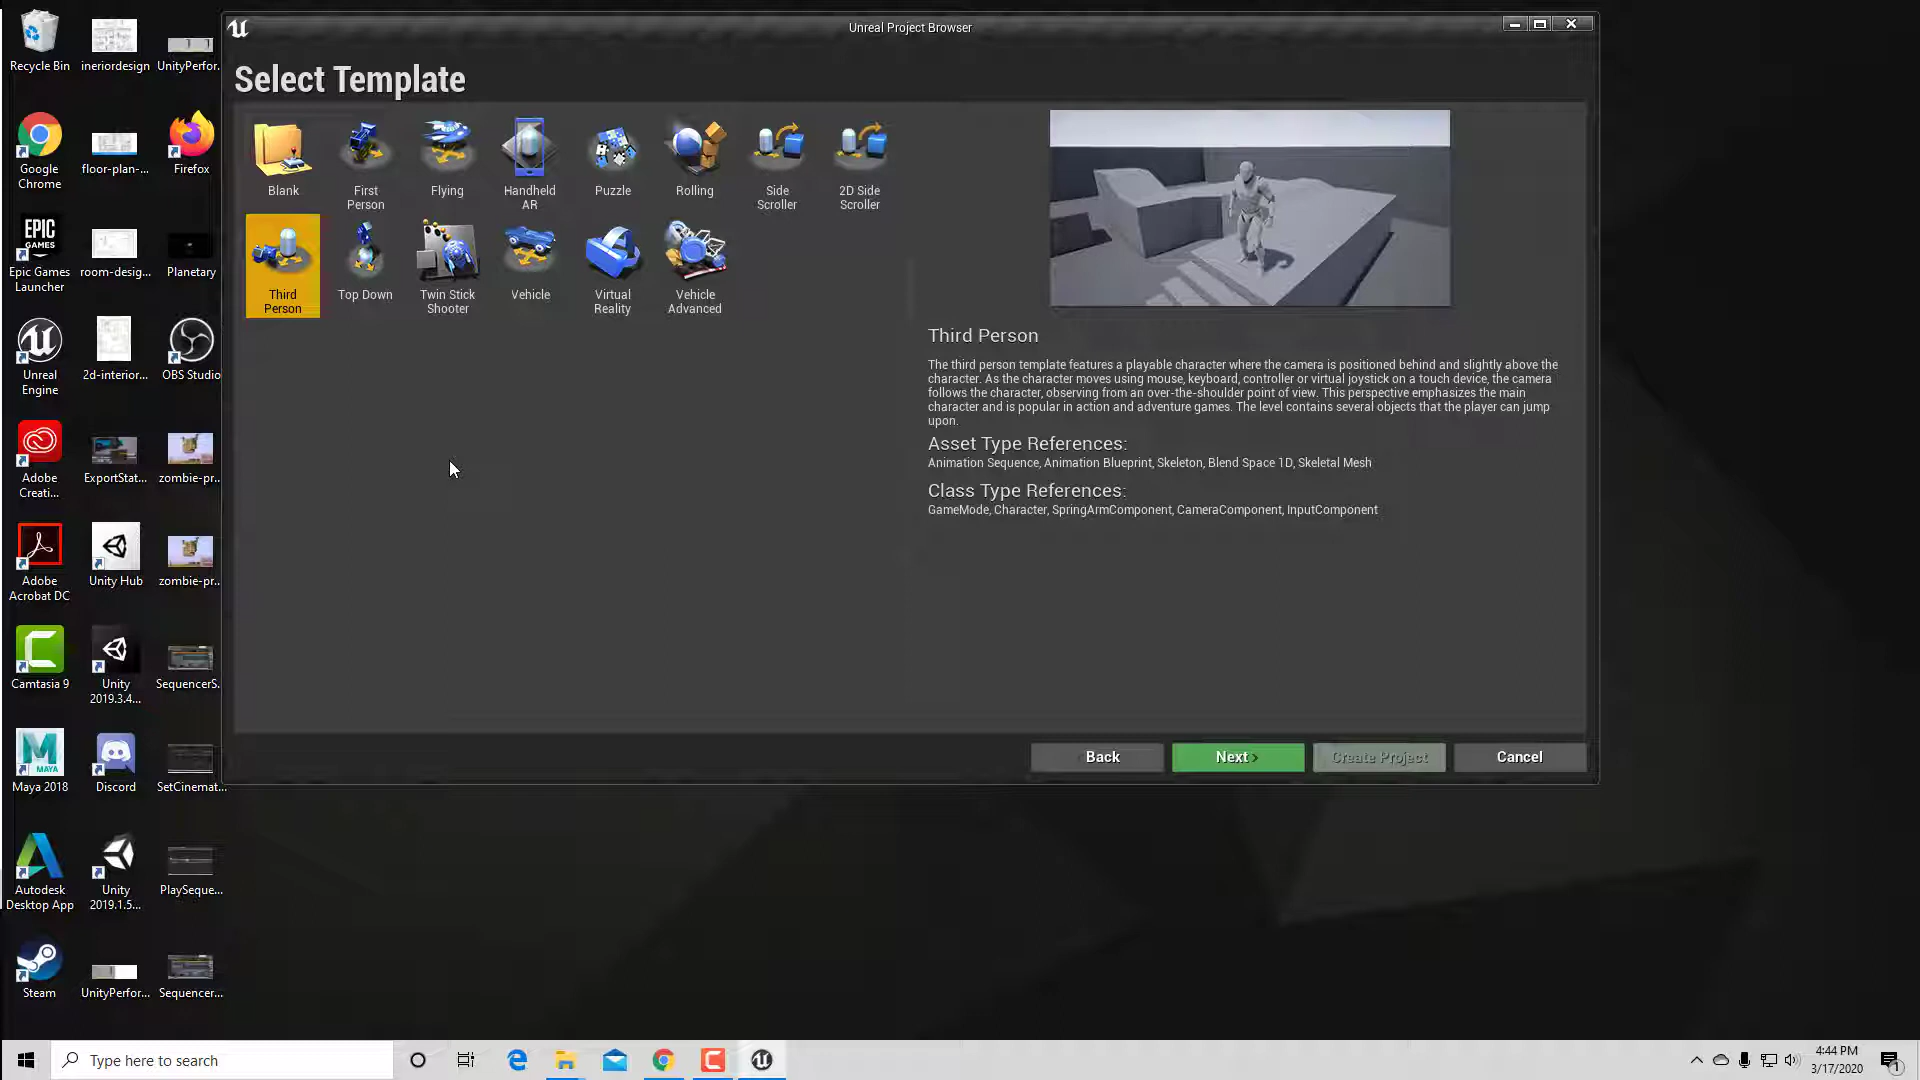 Unreal Project Browser
Select Template
Blank
First
Person
Flying
Handheld
AR
Puzzle
Rolling
Side
Scroller
2D Side
Scroller
Third
Person
Top Down
Twin Stick
Shooter
Vehicle
Virtual
Reality
Vehicle
Advanced
Third Person
The third person template features a playable character where the camera is positioned behind and slightly above the
character. As the character moves using mouse, keyboard, controller or virtual joystick on a touch device, the camera
follows the character, observing from an over-the-shoulder point of view. This perspective emphasizes the main
character and is popular in action and adventure games. The level contains several objects that the player can jump
upon.
Asset Type References:
Animation Sequence, Animation Blueprint, Skeleton, Blend Space 1D, Skeletal Mesh
Class Type References:
GameMode, Character, SpringArmComponent, CameraComponent, InputComponent
Back
Next >
Create Project
Cancel
Recycle Bin
ineriordesign
UnityPerfor...
Google
Chrome
floor-plan-...
Firefox
EPIC
GAMES
Epic Games
Launcher
room-desig...
Planetary
Unreal
Engine
2d-interior...
OBS Studio
Adobe
Creati...
ExportStat...
zombie-pr...
Adobe
Acrobat DC
Unity Hub
zombie-pr...
Camtasia 9
Unity
2019.3.4...
SequencerS...
MAYA
Maya 2018
Discord
SetCinemat...
Autodesk
Desktop App
Unity
2019.1.5...
PlaySeque...
Steam
UnityPerfor...
Sequencer...
Type here to search
4:44 PM
3/17/2020
1